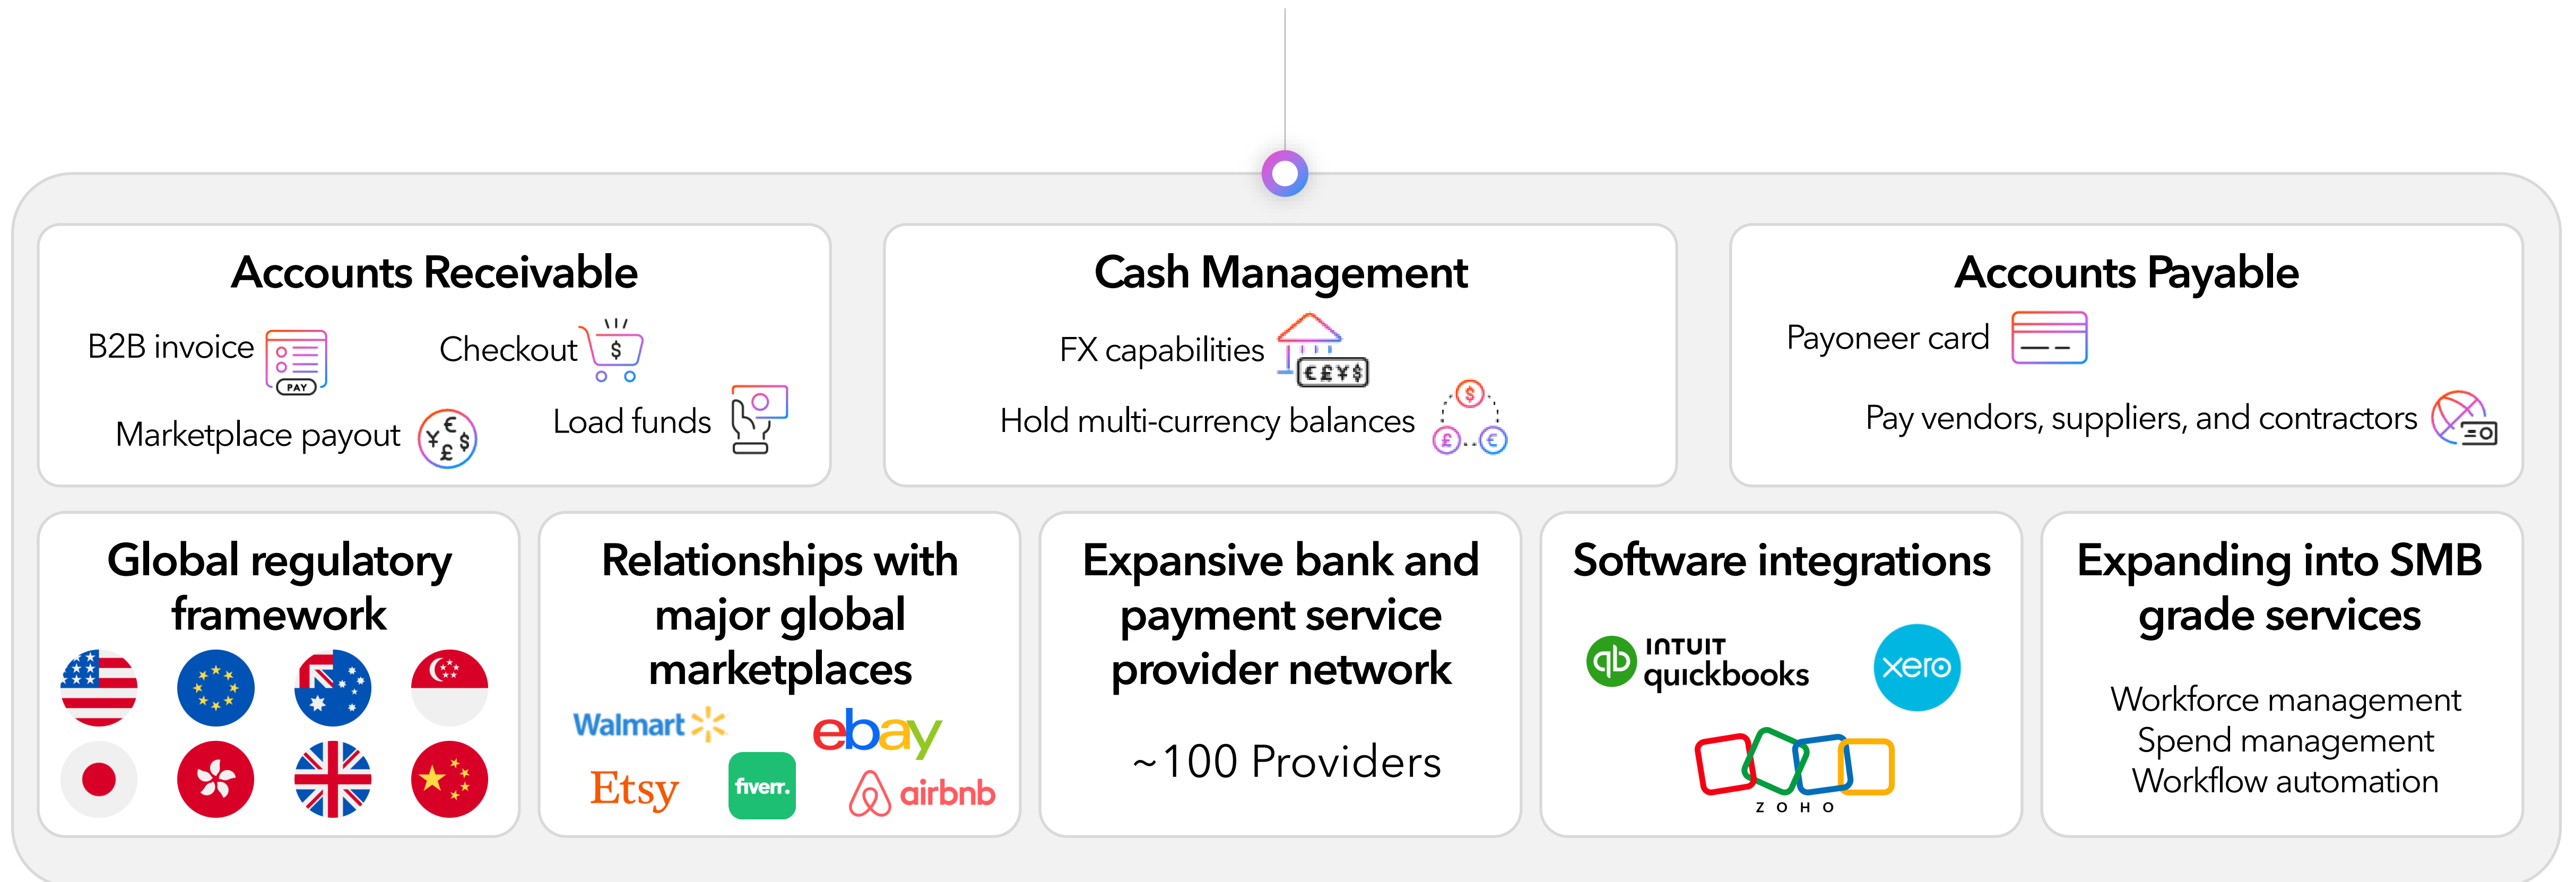 Accounts Receivable
B2B invoice
PAY
Checkout
$
Marketplace payout
¥ € $ £
Load funds
Cash Management
FX capabilities
€£¥$
Hold multi-currency balances
$
£
€
Accounts Payable
Payoneer card
Pay vendors, suppliers, and contractors
Global regulatory
framework
Relationships with
major global
marketplaces
Walmart
ebay
Etsy
fiverr.
airbnb
Expansive bank and
payment service
provider network
~100 Providers
Software integrations
qb
INTUIT
quickbooks
xero
ZOHO
Expanding into SMB
grade services
Workforce management
Spend management
Workflow automation